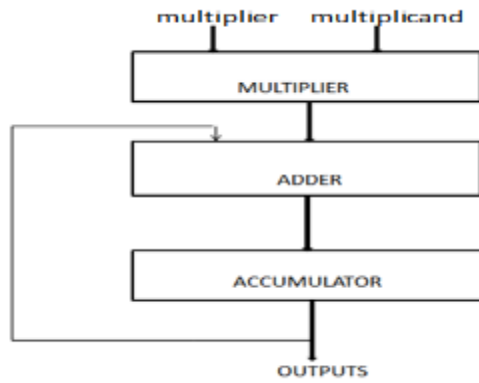 multiplier multiplicand
MULTIPLIER
ADDER
ACCUMULATOR
OUTPUTS